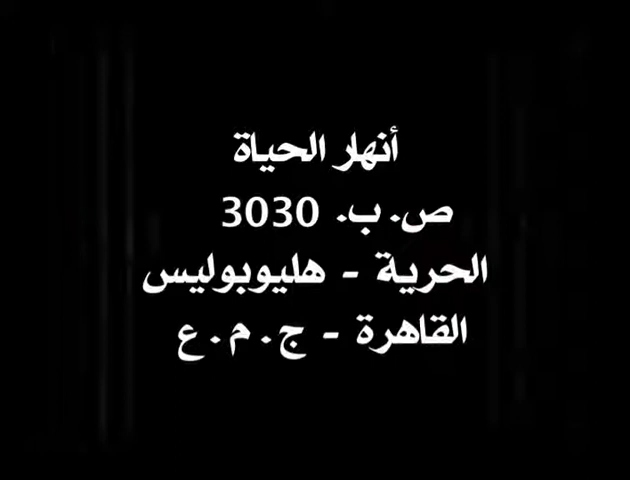 أنهار الحياة
ص. ب. 3030
الحرية - هليوبوليس
القاهرة - ج. م. ع